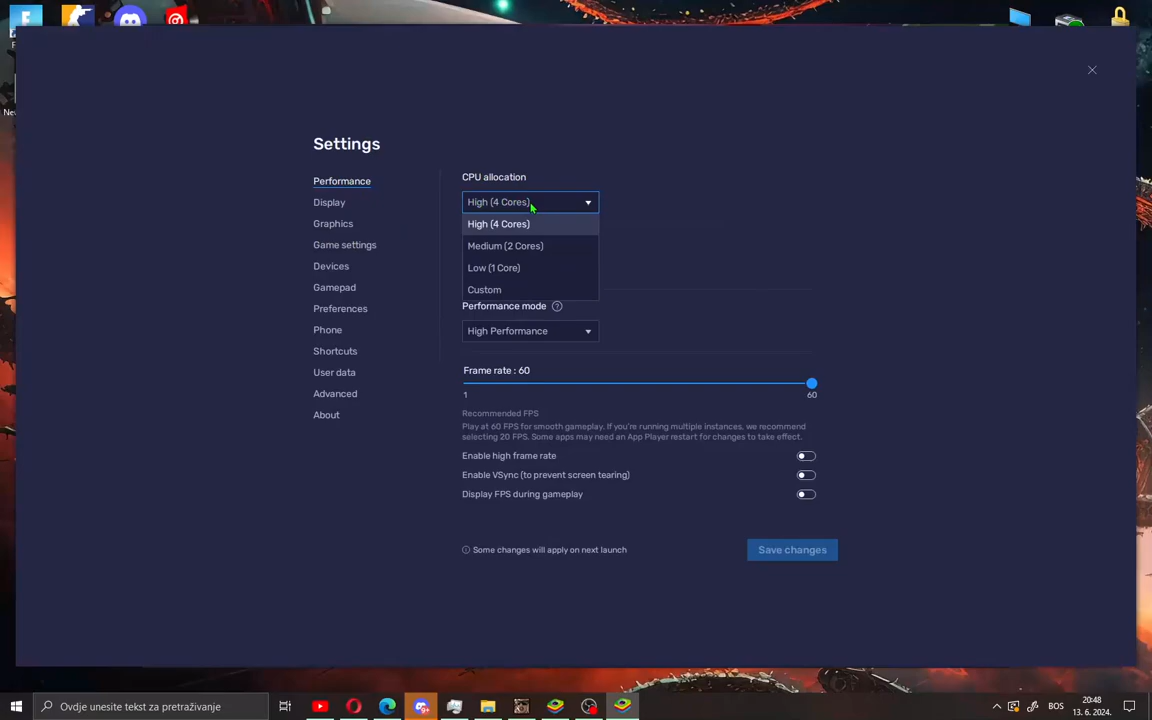 Settings
Performance
Display
Graphics
Game settings
Devices
Gamepad
Preferences
Phone
Shortcuts
User data
Advanced
About
CPU allocation
High (4 Cores)
High (4 Cores)
Medium (2 Cores)
Low (1 Core)
Custom
Performance mode ?
High Performance
Frame rate : 60
1
60
Recommended FPS
Play at 60 FPS for smooth gameplay. If you're running multiple instances, we recommend
selecting 20 FPS. Some apps may need an App Player restart for changes to take effect.
Enable high frame rate
Enable VSync (to prevent screen tearing)
Display FPS during gameplay
Some changes will apply on next launch
Save changes
Ovdje unesite tekst za pretraživanje
9+
BOS
20:48
13. 6. 2024.